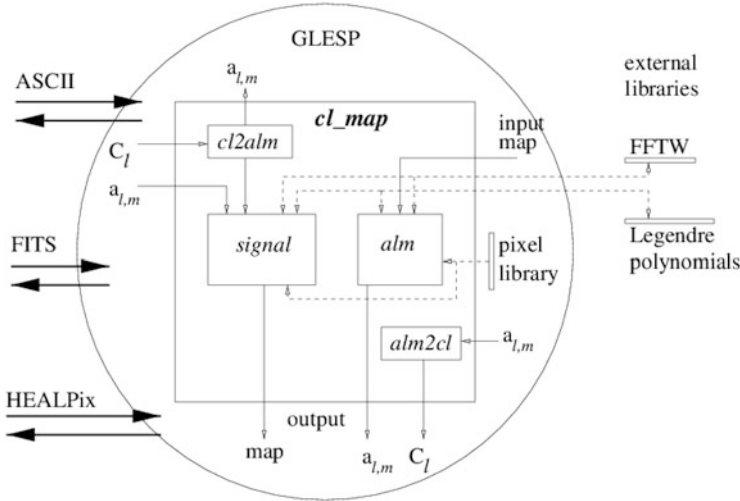 GLESP
ASCII
a_{l,m}
external
libraries
cl_map
input
map
cl2alm
C_l
FFTW
a_{l,m}
signal
alm
pixel
library
Legendre
polynomials
FITS
alm2cl
a_{l,m}
HEALPix
output
map
a_{l,m}
C_l